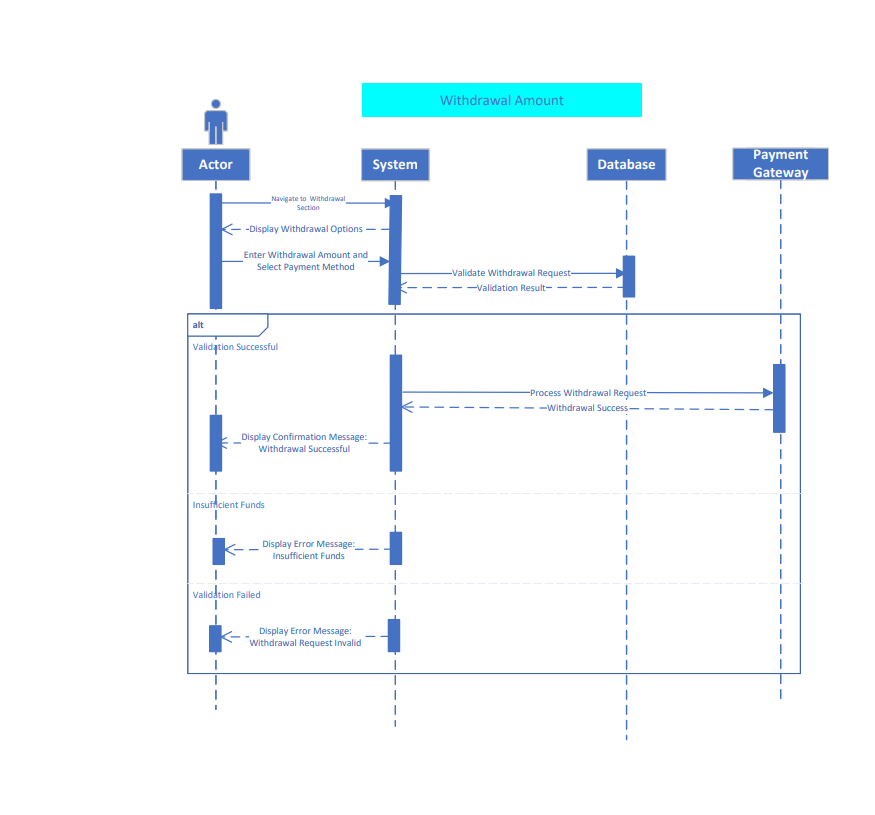 Withdrawal Amount
Actor
System
Database
Payment
Gateway
Navigate to Withdrawal
Section
Display Withdrawal Options
Enter Withdrawal Amount and
Select Payment Method
Validate Withdrawal Request
Validation Result
alt
Validation Successful
Process Withdrawal Request
Withdrawal Success
Display Confirmation Message:
Withdrawal Successful
Insufficient Funds
Display Error Message:
Insufficient Funds
Validation Failed
Display Error Message:
Withdrawal Request Invalid